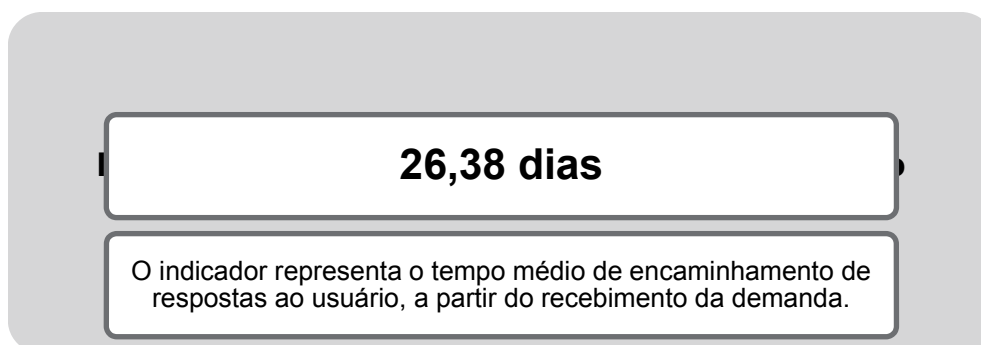 26,38 dias
O indicador representa o tempo médio de encaminhamento de
respostas ao usuário, a partir do recebimento da demanda.